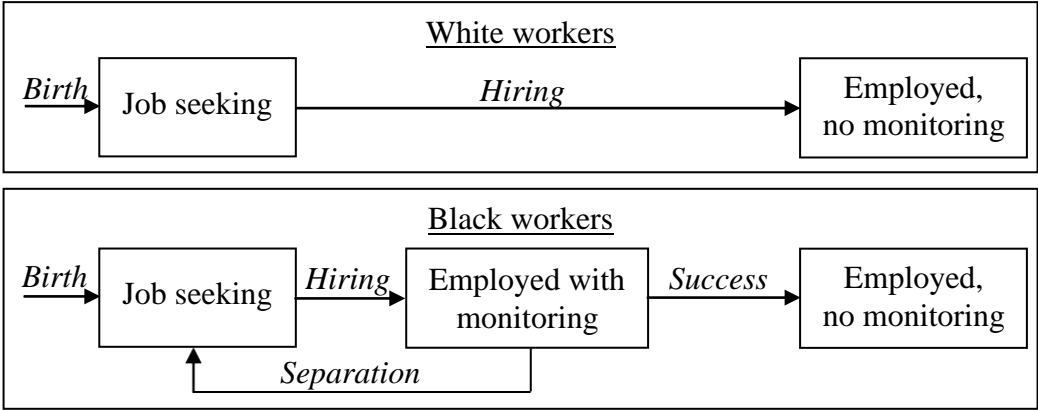 White workers
Birth
Job seeking
Hiring
Employed,
no monitoring
Black workers
Birth
Job seeking
Hiring
Employed with
monitoring
Success
Employed,
no monitoring
Separation